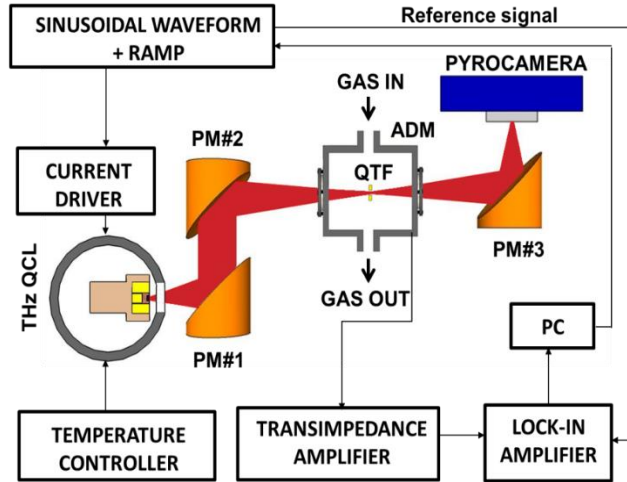 Reference signal
SINUSOIDAL WAVEFORM
+ RAMP
PYROCAMERA
GAS IN
ADM
PM#2
QTF
CURRENT
DRIVER
THz QCL
PM#3
GAS OUT
PM#1
PC
TEMPERATURE
CONTROLLER
TRANSIMPEDANCE
AMPLIFIER
LOCK-IN
AMPLIFIER